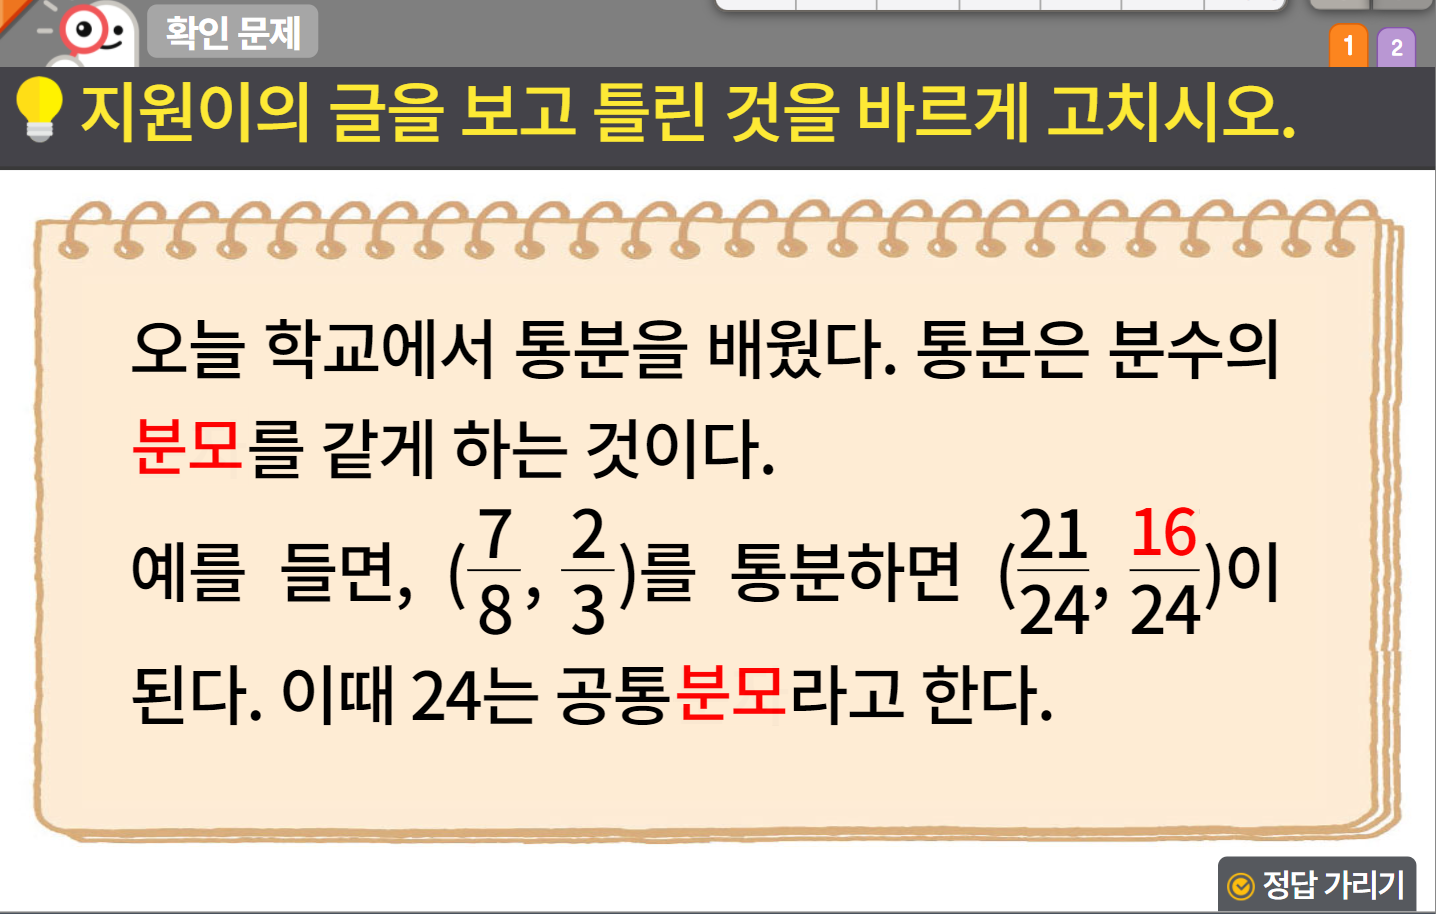 확인 문제
1 2
지원이의 글을 보고 틀린 것을 바르게 고치시오.
오늘 학교에서 통분을 배웠다. 통분은 분수의
분모를 같게 하는 것이다.
예를 들면, (7/8, 2/3)를 통분하면 (21/24, 16/24)이
된다. 이때 24는 공통분모라고 한다.
정답 가리기